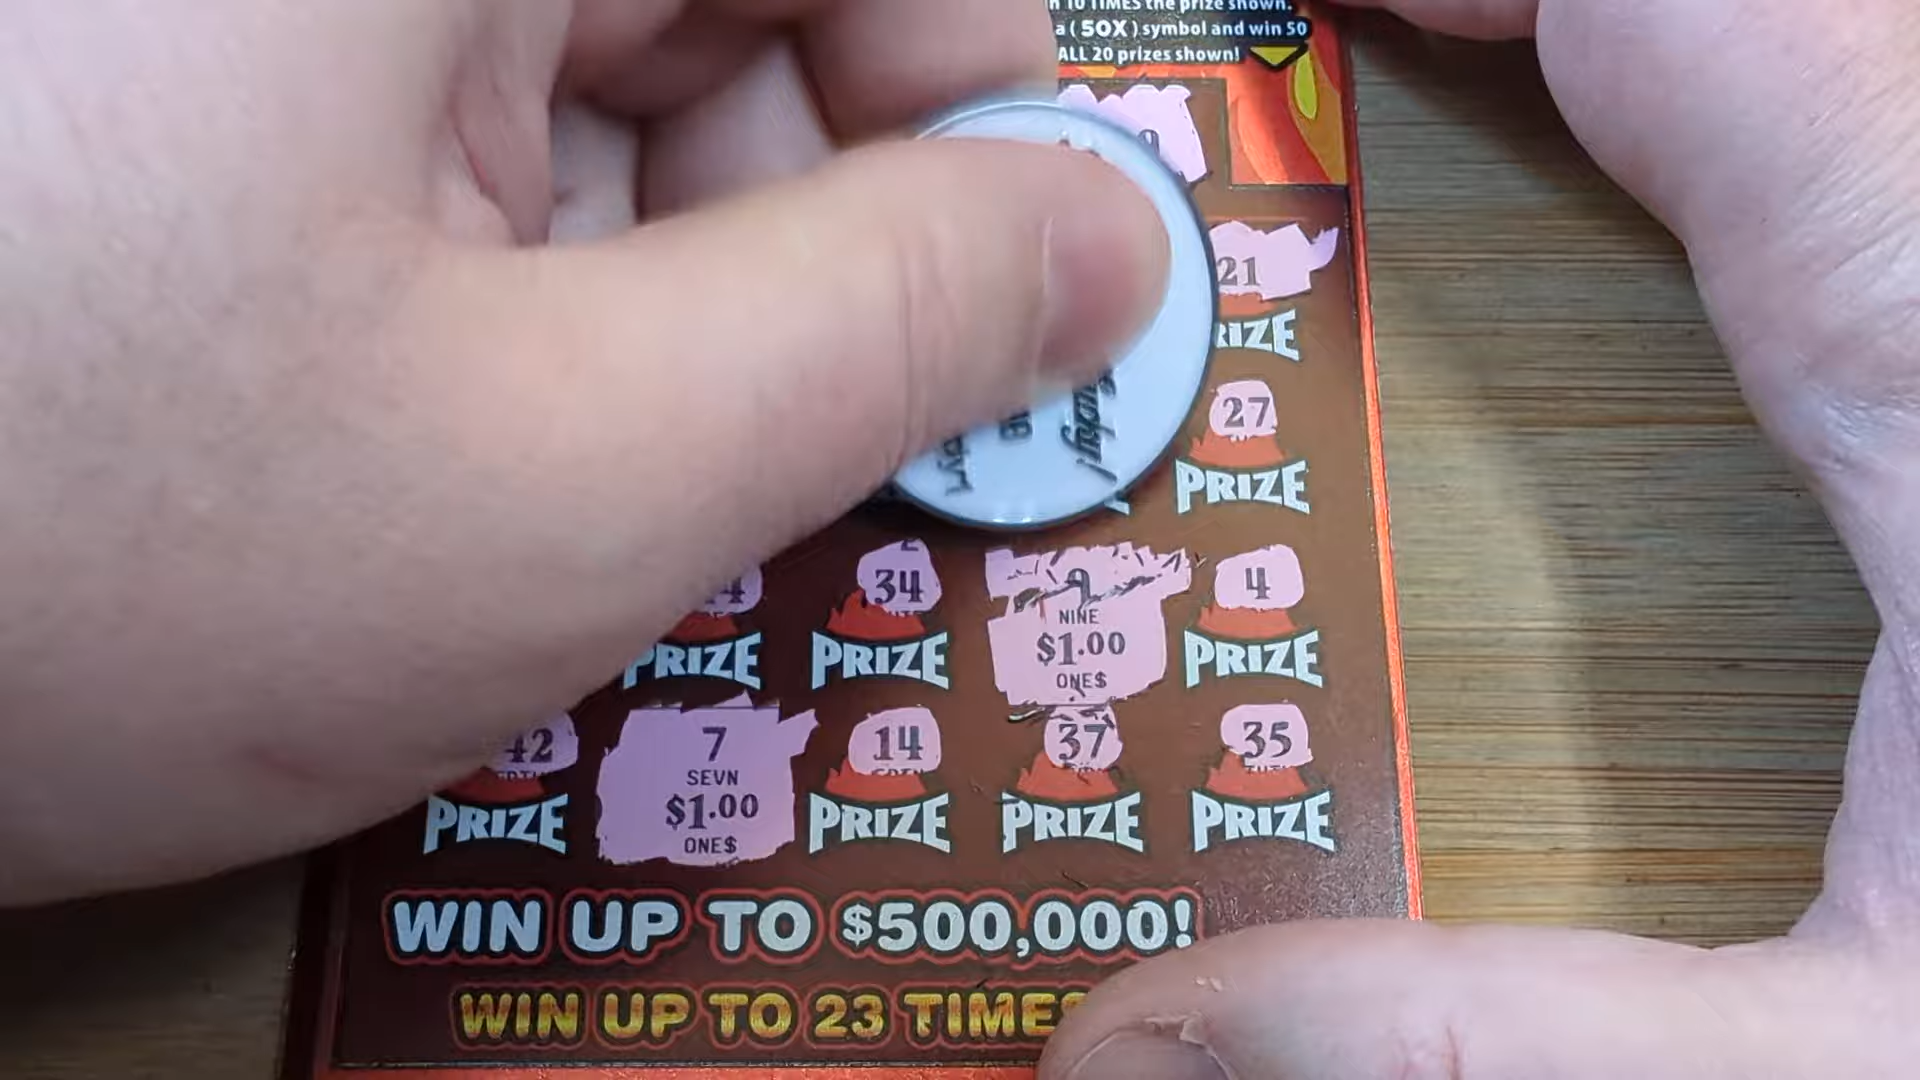 10 TIMES the prize shown.
a (50X) symbol and win 50
ALL 20 prizes shown!
21
27
PRIZE
34
9
4
NINE
$1.00
ONE$
PRIZE
PRIZE
PRIZE
42
7
14
37
35
SEVN
$1.00
ONE$
PRIZE
PRIZE
PRIZE
PRIZE
WIN UP TO $500,000!
WIN UP TO 23 TIMES